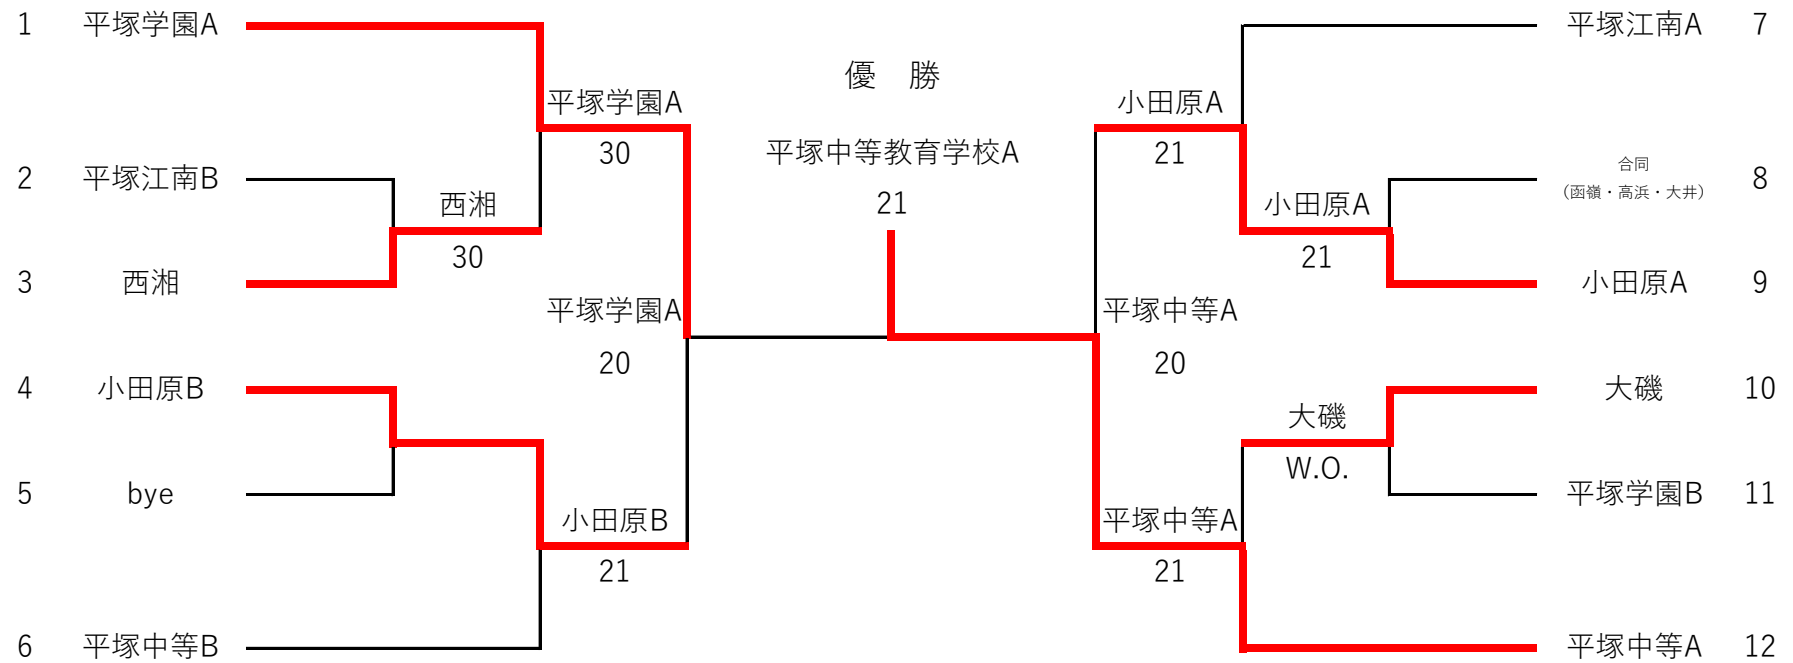 1 平塚学園A
2 平塚江南B
3 西湘
4 小田原B
5 bye
6 平塚中等B
西湘
30
平塚学園A
30
小田原B
21
平塚学園A
20
優　勝
平塚中等教育学校A
21
小田原A
21
平塚中等A
20
平塚中等A
21
小田原A
21
大磯
W.O.
平塚江南A 7
合同
（函嶺・高浜・大井） 8
小田原A 9
大磯 10
平塚学園B 11
平塚中等A 12